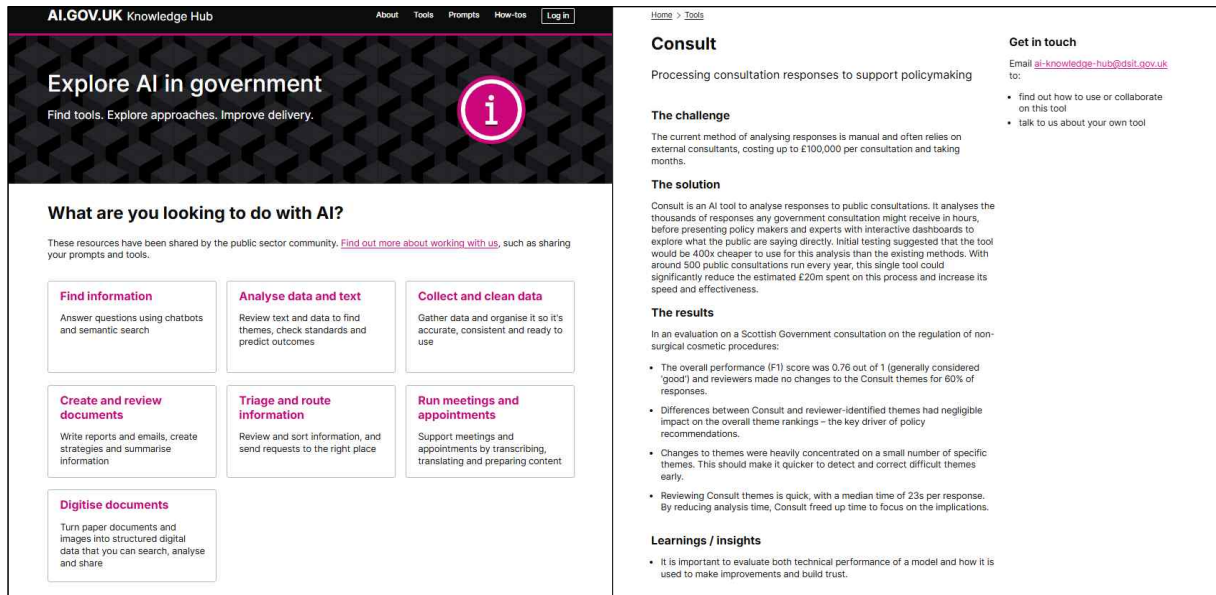 AI.GOV.UK Knowledge Hub
About Tools Prompts How-tos Log in
Explore AI in government
Find tools. Explore approaches. Improve delivery.
i
What are you looking to do with AI?
These resources have been shared by the public sector community. Find out more about working with us, such as sharing
your prompts and tools.
Find information
Answer questions using chatbots
and semantic search
Analyse data and text
Review text and data to find
themes, check standards and
predict outcomes
Collect and clean data
Gather data and organise it so it's
accurate, consistent and ready to
use
Create and review
documents
Write reports and emails, create
strategies and summarise
information
Triage and route
information
Review and sort information, and
send requests to the right place
Run meetings and
appointments
Support meetings and
appointments by transcribing,
translating and preparing content
Digitise documents
Turn paper documents and
images into structured digital
data that you can search, analyse
and share
Home > Tools
Consult
Processing consultation responses to support policymaking
The challenge
The current method of analysing responses is manual and often relies on
external consultants, costing up to £100,000 per consultation and taking
months.
The solution
Consult is an AI tool to analyse responses to public consultations. It analyses the
thousands of responses any government consultation might receive in hours,
before presenting policy makers and experts with interactive dashboards to
explore what the public are saying directly. Initial testing suggested that the tool
would be 400x cheaper to use for this analysis than the existing methods. With
around 500 public consultations run every year, this single tool could
significantly reduce the estimated £20m spent on this process and increase its
speed and effectiveness.
The results
In an evaluation on a Scottish Government consultation on the regulation of non-
surgical cosmetic procedures:
• The overall performance (F1) score was 0.76 out of 1 (generally considered
'good') and reviewers made no changes to the Consult themes for 60% of
responses.
• Differences between Consult and reviewer-identified themes had negligible
impact on the overall theme rankings – the key driver of policy
recommendations.
• Changes to themes were heavily concentrated on a small number of specific
themes. This should make it quicker to detect and correct difficult themes
early.
• Reviewing Consult themes is quick, with a median time of 23s per response.
By reducing analysis time, Consult freed up time to focus on the implications.
Learnings / insights
• It is important to evaluate both technical performance of a model and how it is
used to make improvements and build trust.
Get in touch
Email ai-knowledge-hub@dsit.gov.uk
to:
• find out how to use or collaborate
on this tool
• talk to us about your own tool